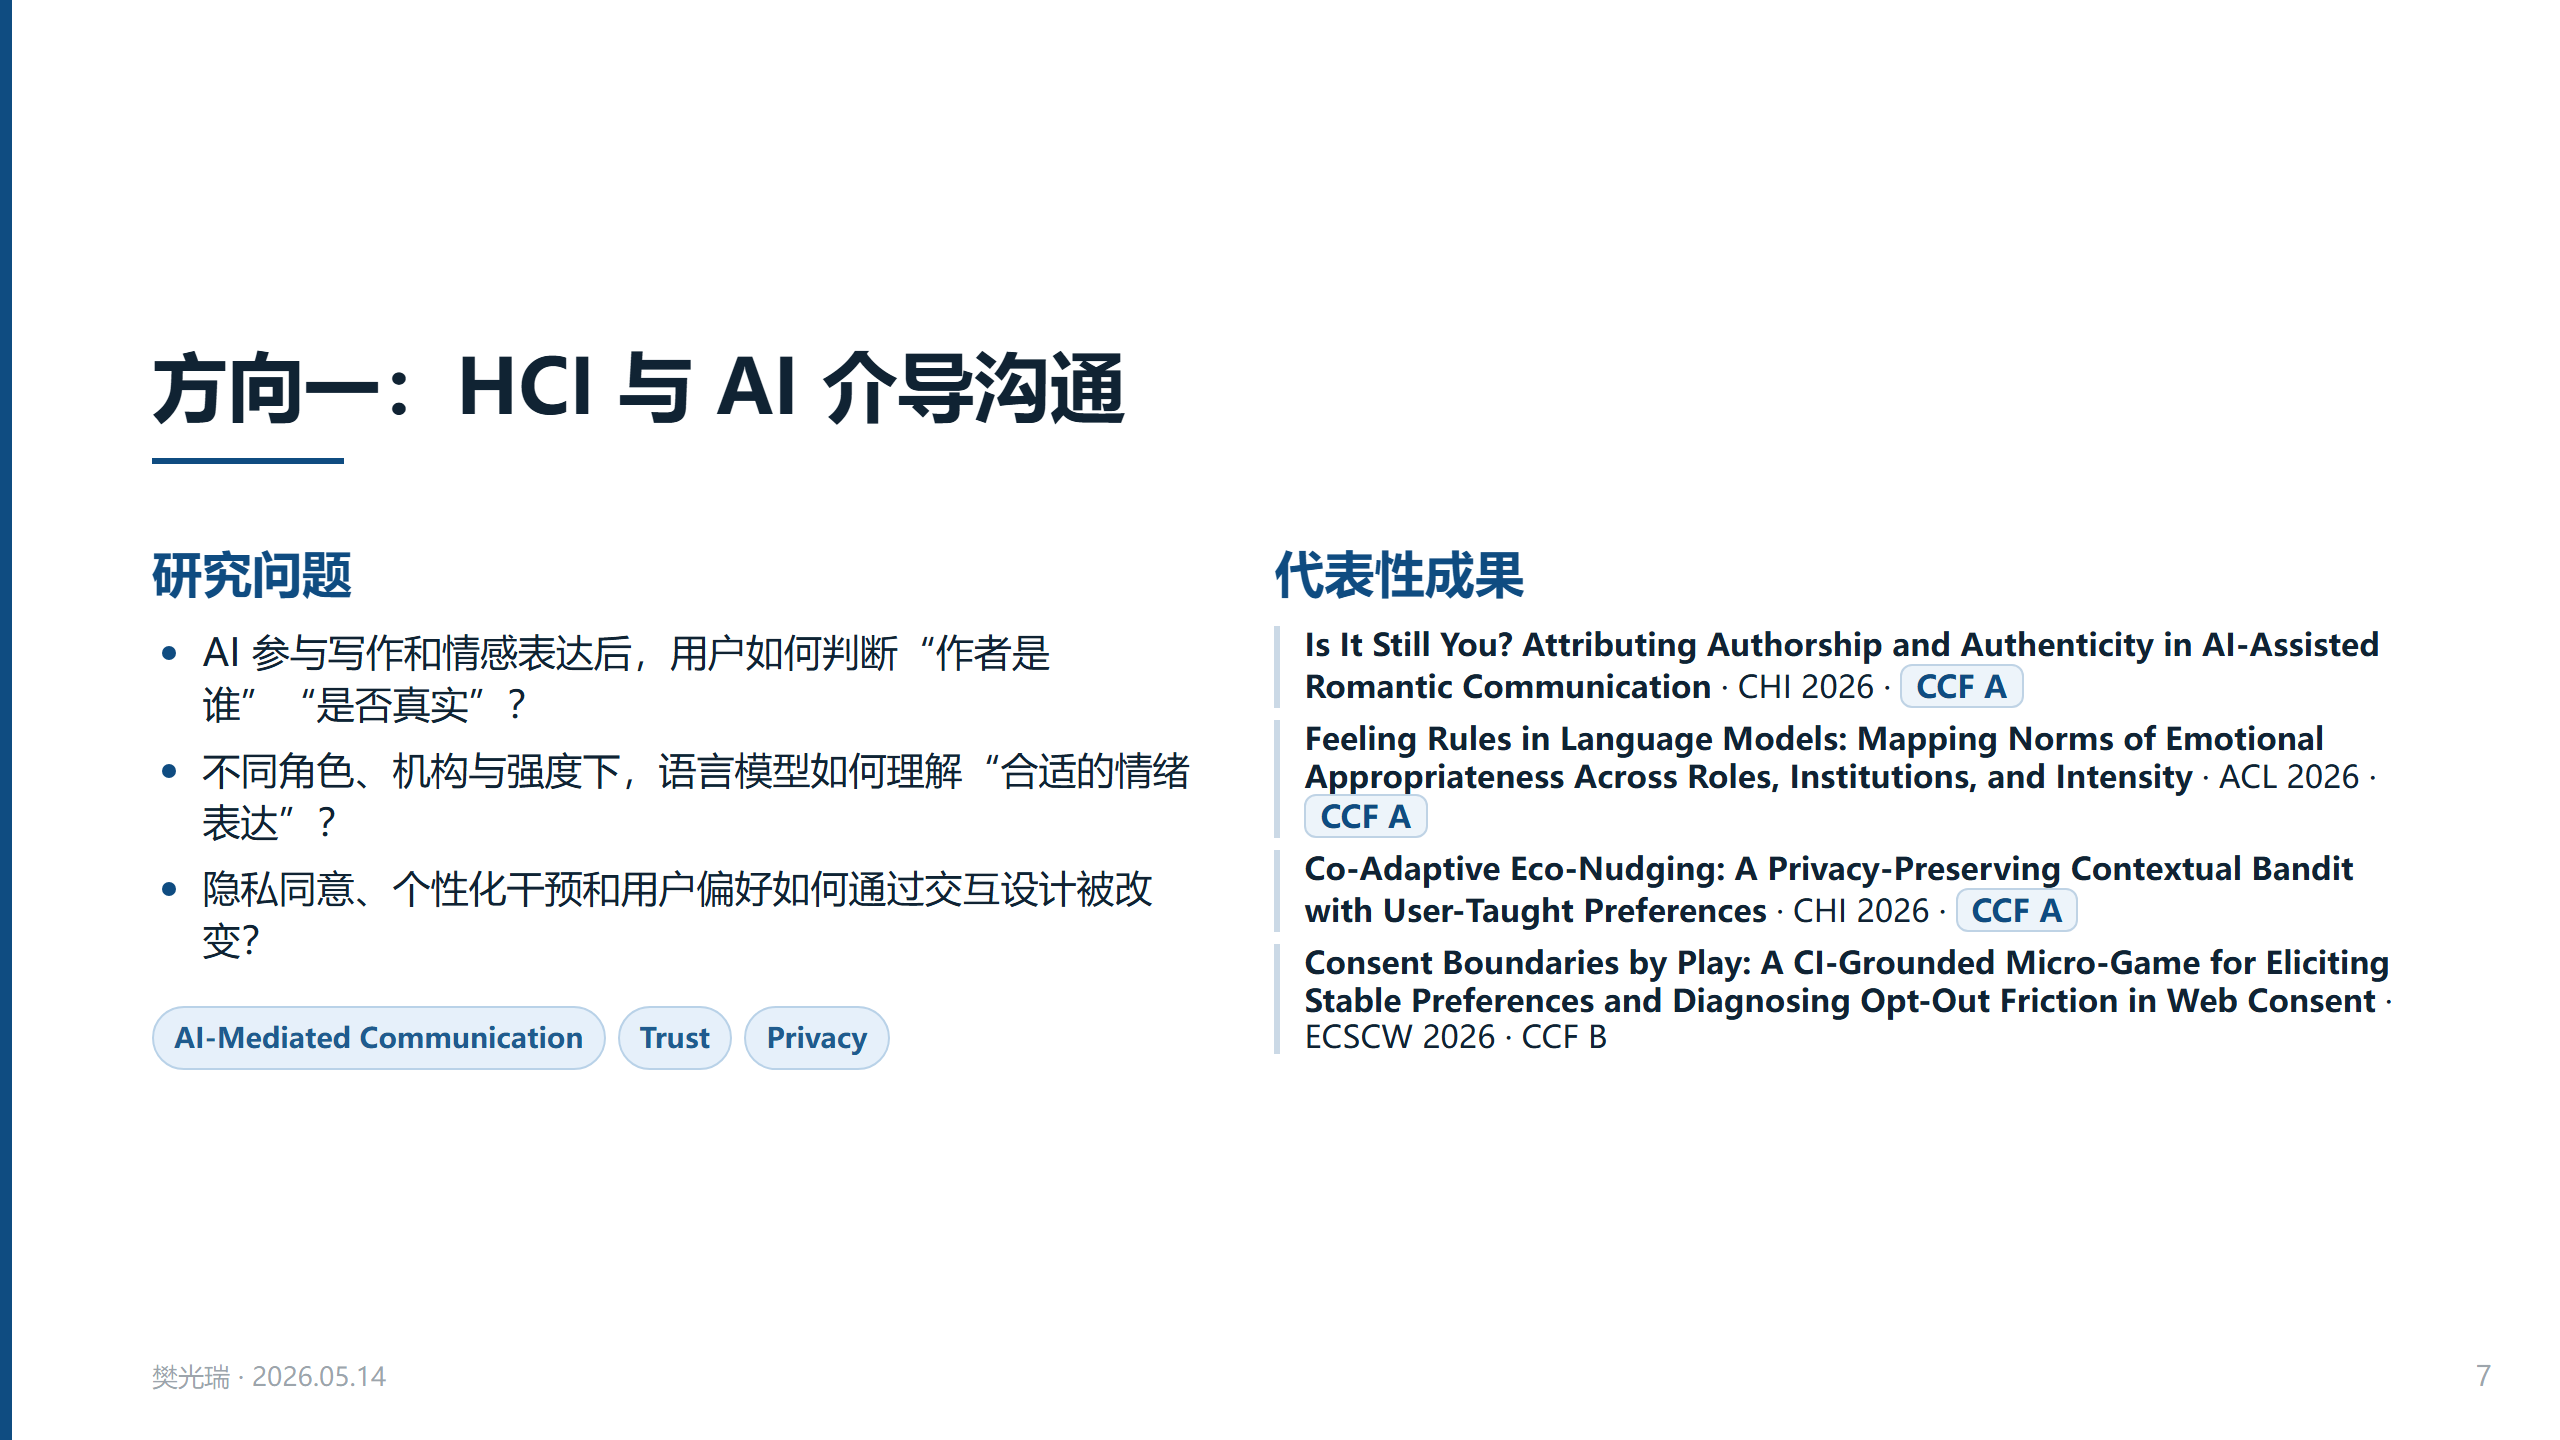 方向一：HCI 与 AI 介导沟通
研究问题
AI 参与写作和情感表达后，用户如何判断“作者是
谁”“是否真实”？
不同角色、机构与强度下，语言模型如何理解“合适的情绪
表达”？
隐私同意、个性化干预和用户偏好如何通过交互设计被改
变？
AI-Mediated Communication
Trust
Privacy
代表性成果
Is It Still You? Attributing Authorship and Authenticity in AI-Assisted
Romantic Communication · CHI 2026 · CCF A
Feeling Rules in Language Models: Mapping Norms of Emotional
Appropriateness Across Roles, Institutions, and Intensity · ACL 2026 ·
CCF A
Co-Adaptive Eco-Nudging: A Privacy-Preserving Contextual Bandit
with User-Taught Preferences · CHI 2026 · CCF A
Consent Boundaries by Play: A CI-Grounded Micro-Game for Eliciting
Stable Preferences and Diagnosing Opt-Out Friction in Web Consent ·
ECSCW 2026 · CCF B
樊光瑞 · 2026.05.14
7